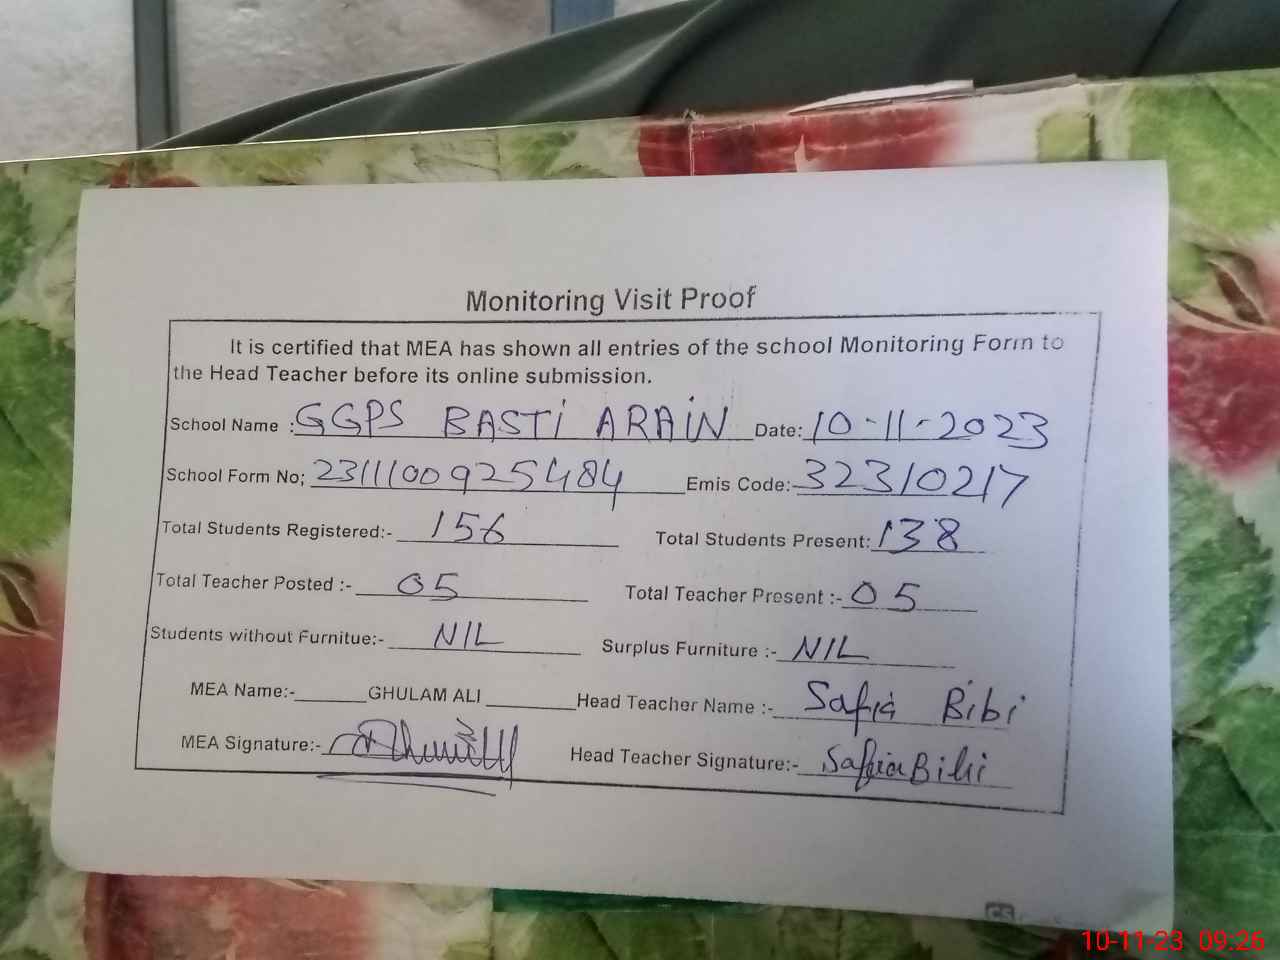 Monitoring Visit Proof
It is certified that MEA has shown all entries of the school Monitoring Form to
the Head Teacher before its online submission.
School Name :GGPS BASTI ARAIN Date:10-11-2023
School Form No; 2311100925484 Emis Code:-32310217
Total Students Registered:- 156 Total Students Present:138
Total Teacher Posted :- 05 Total Teacher Present :-05
Students without Furnitue:- NIL Surplus Furniture :- NIL
MEA Name:- GHULAM ALI Head Teacher Name :- Safia Bibi
MEA Signature:- Head Teacher Signature:- Safia Bibi
CS
10-11-23 09:26